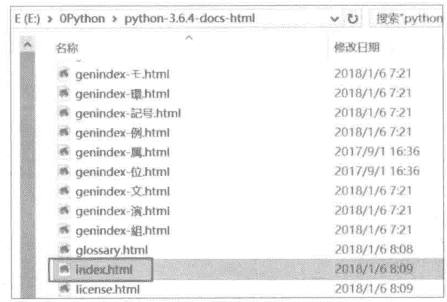 E (E:) > 0Python > python-3.6.4-docs-html 搜索"python
名称 修改日期
genindex-モ.html 2018/1/6 7:21
genindex-環.html 2018/1/6 7:21
genindex-記号.html 2018/1/6 7:21
genindex-例.html 2018/1/6 7:21
genindex-属.html 2017/9/1 16:36
genindex-位.html 2017/9/1 16:36
genindex-文.html 2018/1/6 7:21
genindex-演.html 2018/1/6 7:21
genindex-組.html 2018/1/6 7:21
glossary.html 2018/1/6 8:08
index.html 2018/1/6 8:09
license.html 2018/1/6 8:09